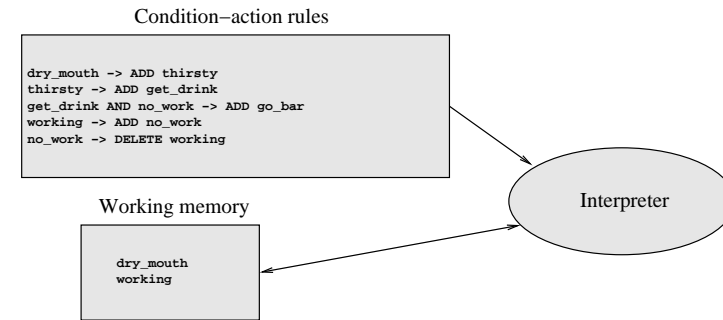 Condition−action rules
dry_mouth -> ADD thirsty
thirsty -> ADD get_drink
get_drink AND no_work -> ADD go_bar
working -> ADD no_work
no_work -> DELETE working
Interpreter
Working memory
dry_mouth
working